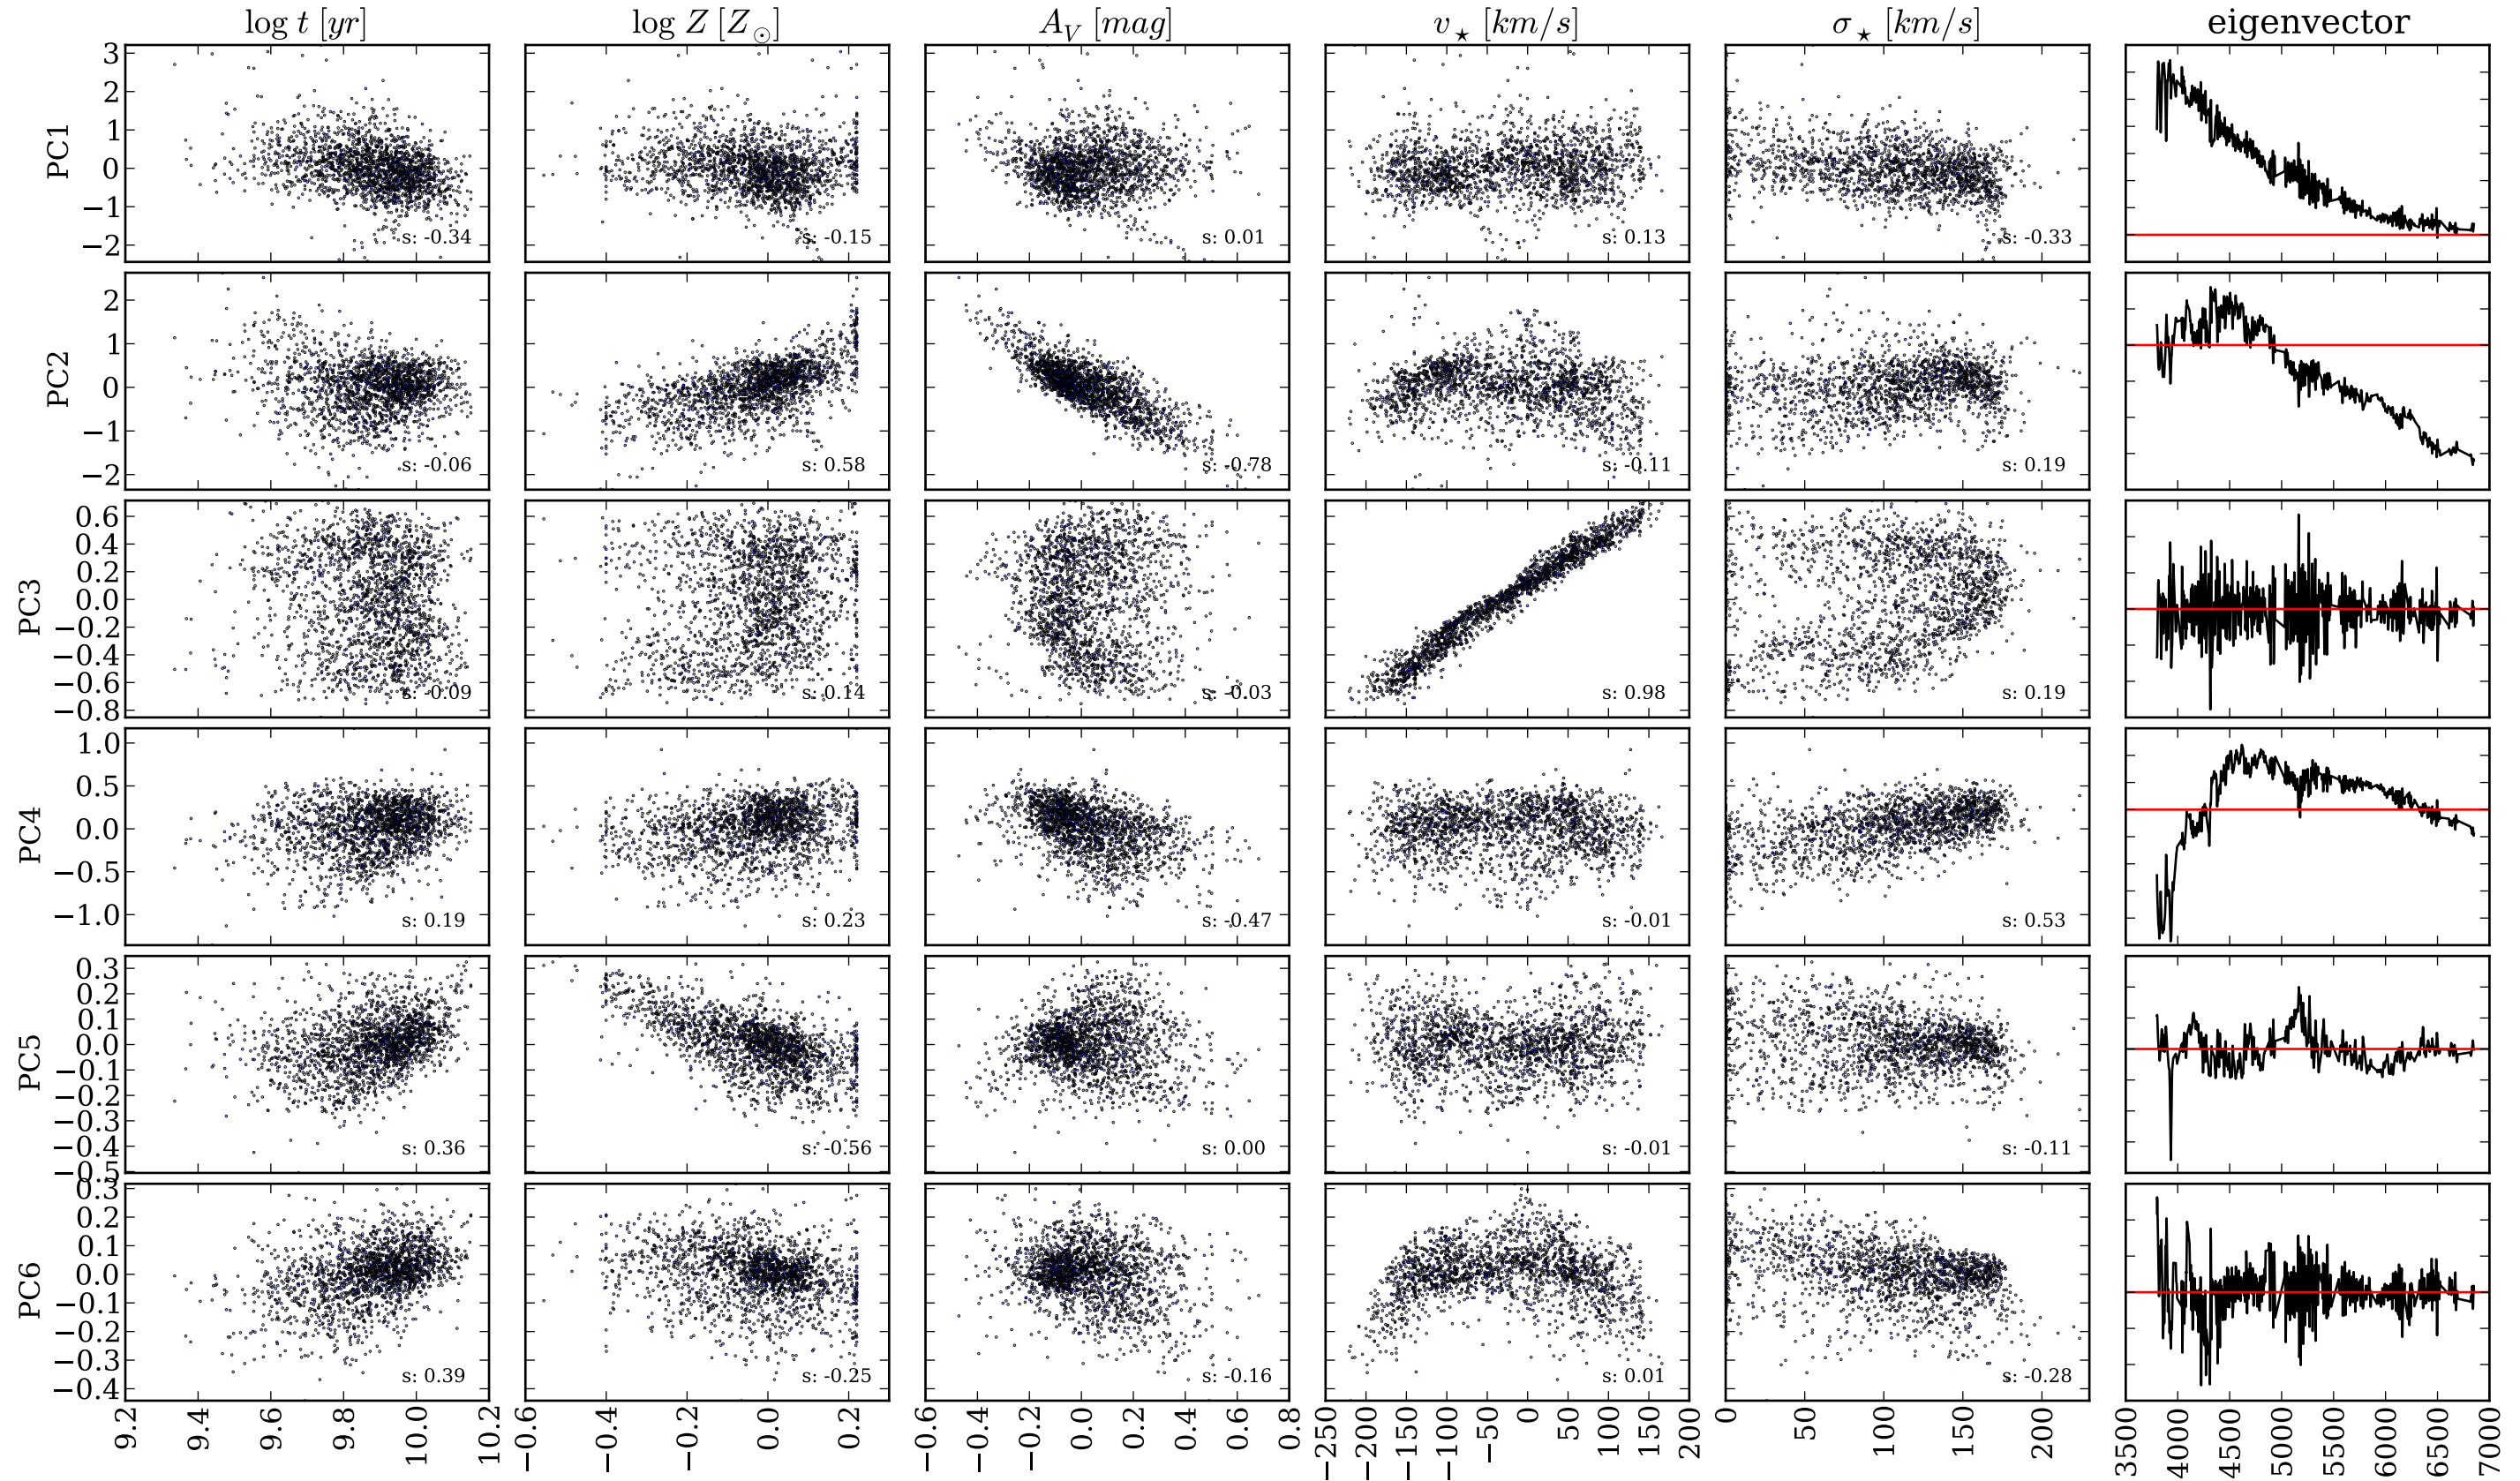 log t [yr] log Z [Z☉] A_V [mag] v⋆ [km/s] σ⋆ [km/s] eigenvector
PC1
3
2
1
0
−1
−2
s: -0.34 s: -0.15 s: 0.01 s: 0.13 s: -0.33
PC2
2
1
0
−1
−2
s: -0.06 s: 0.58 s: -0.78 s: -0.11 s: 0.19
PC3
0.6
0.4
0.2
0.0
−0.2
−0.4
−0.6
−0.8
s: -0.09 s: 0.14 s: -0.03 s: 0.98 s: 0.19
PC4
1.0
0.5
0.0
−0.5
−1.0
s: 0.19 s: 0.23 s: -0.47 s: -0.01 s: 0.53
PC5
0.3
0.2
0.1
0.0
−0.1
−0.2
−0.3
−0.4
−0.5
s: 0.36 s: -0.56 s: 0.00 s: -0.01 s: -0.11
PC6
0.3
0.2
0.1
0.0
−0.1
−0.2
−0.3
−0.4
s: 0.39 s: -0.25 s: -0.16 s: 0.01 s: -0.28
9.2 9.4 9.6 9.8 10.0 10.2
−0.6 −0.4 −0.2 0.0 0.2
−0.6 −0.4 −0.2 0.0 0.2 0.4 0.6 0.8
−250 −200 −150 −100 −50 0 50 100 150 200
0 50 100 150 200
3500 4000 4500 5000 5500 6000 6500 7000